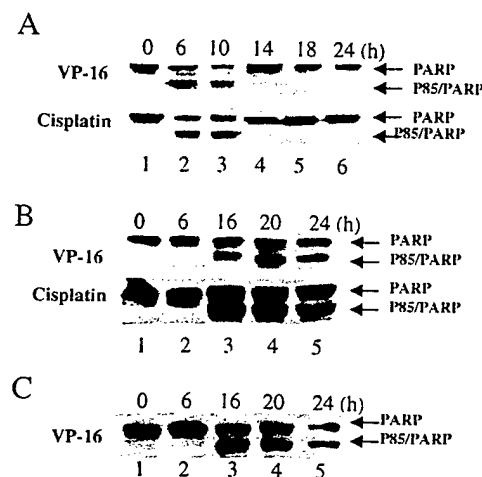 A
0 6 10 14 18 24 (h)
VP-16
PARP
P85/PARP
Cisplatin
PARP
P85/PARP
1 2 3 4 5 6
B
0 6 16 20 24 (h)
VP-16
PARP
P85/PARP
Cisplatin
PARP
P85/PARP
1 2 3 4 5
C
0 6 16 20 24 (h)
VP-16
PARP
P85/PARP
1 2 3 4 5